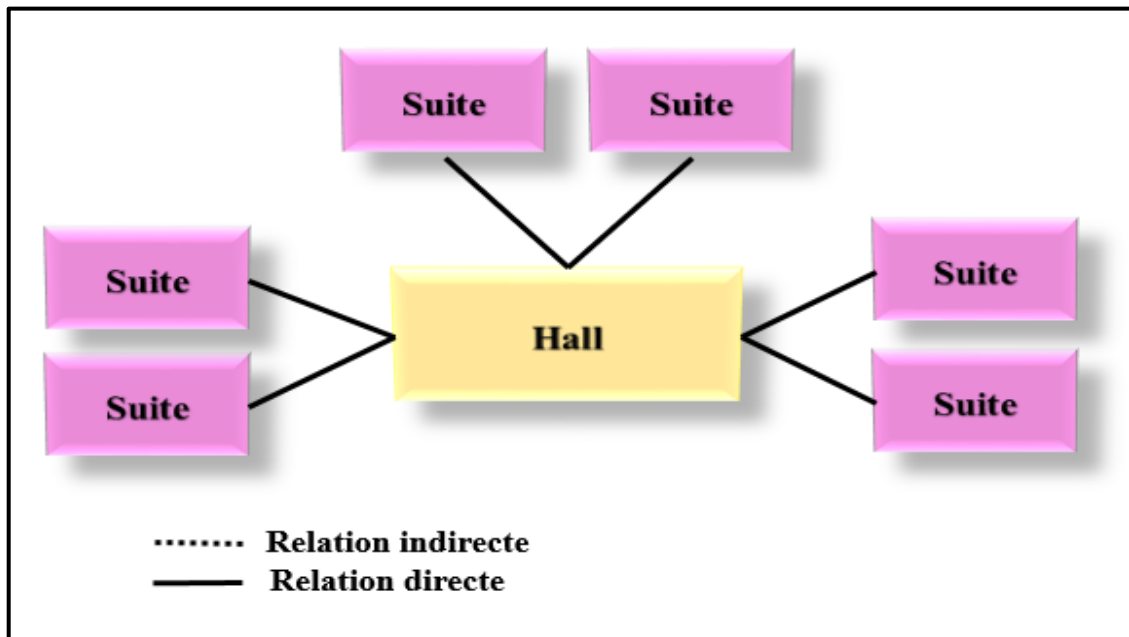 Suite
Suite
Suite
Suite
Hall
Suite
Suite
Relation indirecte
Relation directe